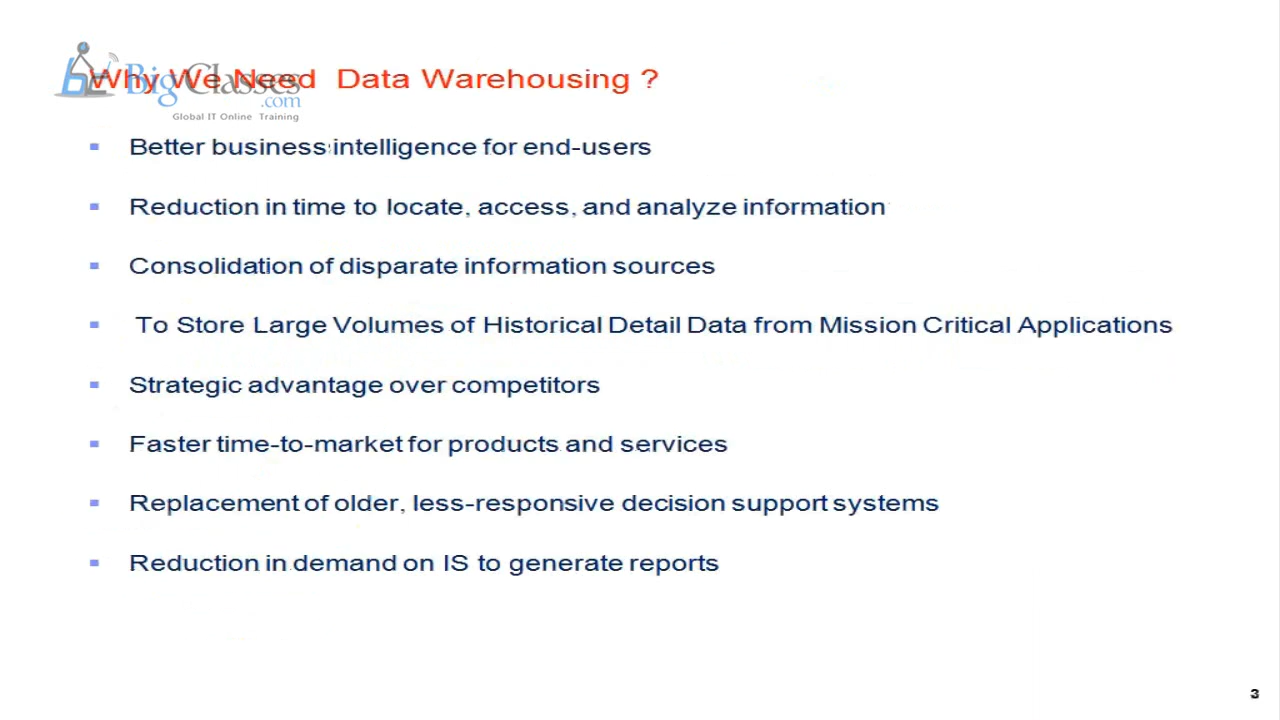 Why We Need Data Warehousing ?
BigClasses
.com
Global IT Online Training
Better business intelligence for end-users
Reduction in time to locate, access, and analyze information
Consolidation of disparate information sources
To Store Large Volumes of Historical Detail Data from Mission Critical Applications
Strategic advantage over competitors
Faster time-to-market for products and services
Replacement of older, less-responsive decision support systems
Reduction in demand on IS to generate reports
3